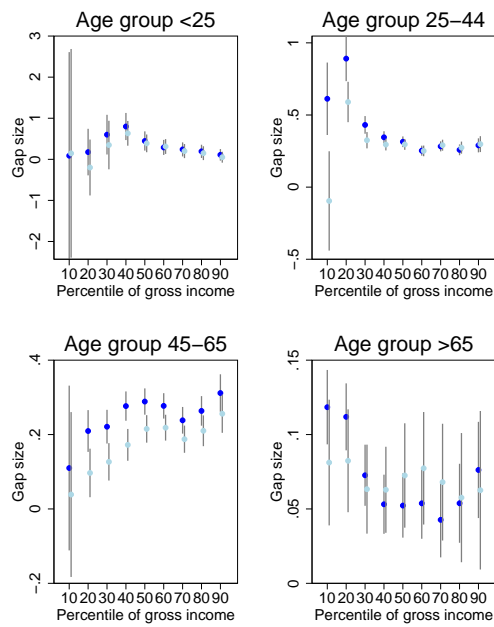 Age group <25
Gap size
3
2
1
0
−1
−2
10 20 30 40 50 60 70 80 90
Percentile of gross income
Age group 25−44
Gap size
1
.5
0
−.5
10 20 30 40 50 60 70 80 90
Percentile of gross income
Age group 45−65
Gap size
.4
.2
0
−.2
10 20 30 40 50 60 70 80 90
Percentile of gross income
Age group >65
Gap size
.15
.1
.05
0
10 20 30 40 50 60 70 80 90
Percentile of gross income